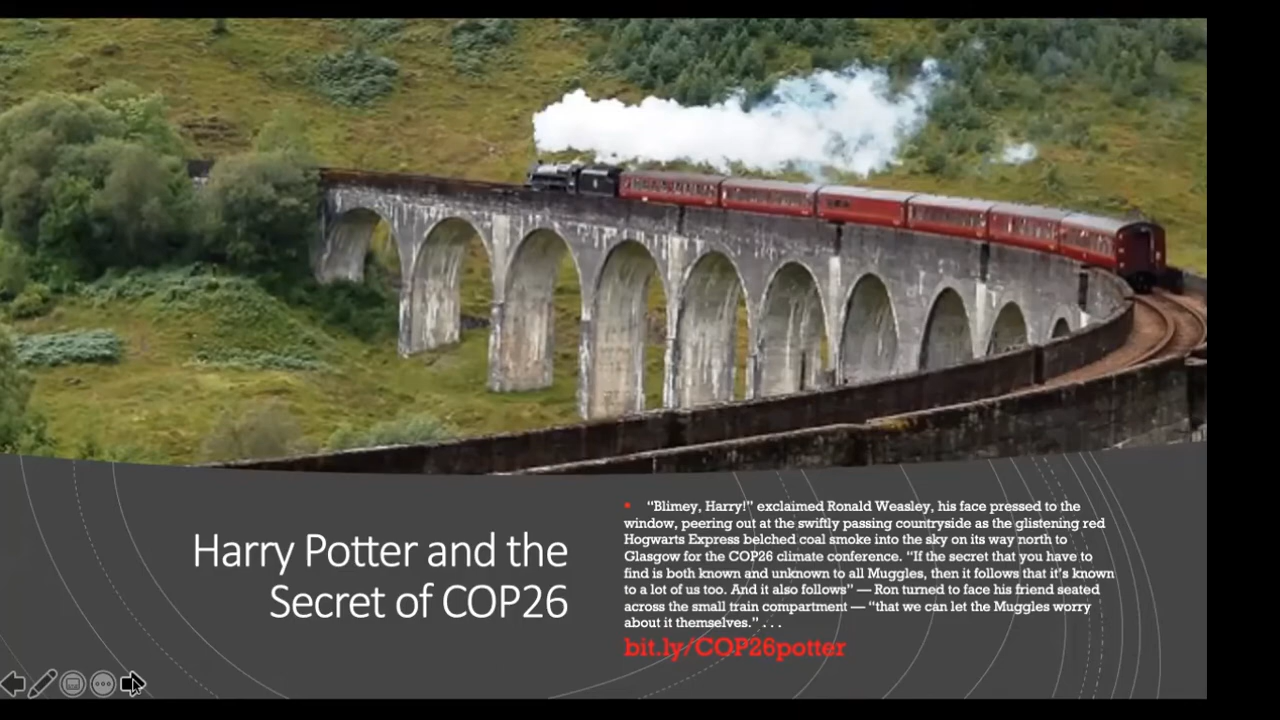 Harry Potter and the
Secret of COP26
• “Blimey, Harry!” exclaimed Ronald Weasley, his face pressed to the
window, peering out at the swiftly passing countryside as the glistening red
Hogwarts Express belched coal smoke into the sky on its way north to
Glasgow for the COP26 climate conference. “If the secret that you have to
find is both known and unknown to all Muggles, then it follows that it’s known
to a lot of us too. And it also follows” — Ron turned to face his friend seated
across the small train compartment — “that we can let the Muggles worry
about it themselves.” . . .
bit.ly/COP26potter